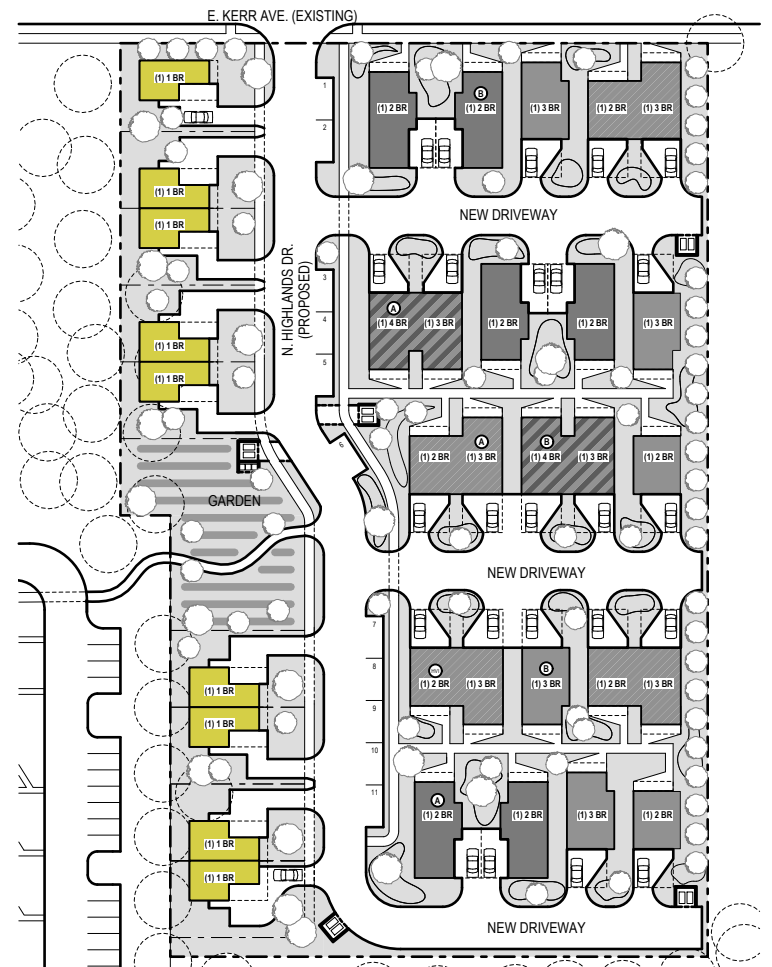 E. KERR AVE. (EXISTING)
(1) 1 BR
1
2
(1) 2 BR
B
(1) 2 BR
(1) 3 BR
(1) 2 BR
(1) 3 BR
(1) 1 BR
(1) 1 BR
NEW DRIVEWAY
N. HIGHLANDS DR.
(PROPOSED)
3
4
5
A
(1) 4 BR
(1) 3 BR
(1) 2 BR
(1) 2 BR
(1) 3 BR
(1) 1 BR
(1) 1 BR
6
A
(1) 2 BR
(1) 3 BR
B
(1) 4 BR
(1) 3 BR
(1) 2 BR
GARDEN
NEW DRIVEWAY
7
8
9
10
11
(1) 2 BR
(1) 3 BR
B
(1) 3 BR
(1) 2 BR
(1) 3 BR
(1) 1 BR
(1) 1 BR
A
(1) 2 BR
(1) 2 BR
(1) 3 BR
(1) 2 BR
(1) 1 BR
(1) 1 BR
NEW DRIVEWAY